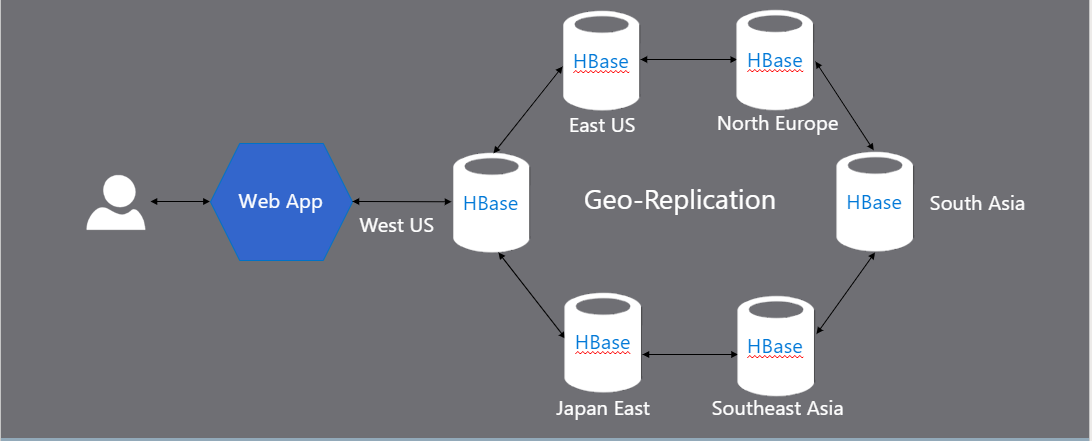 HBase
HBase
East US
North Europe
Web App
HBase
Geo-Replication
HBase
South Asia
West US
HBase
HBase
Japan East
Southeast Asia